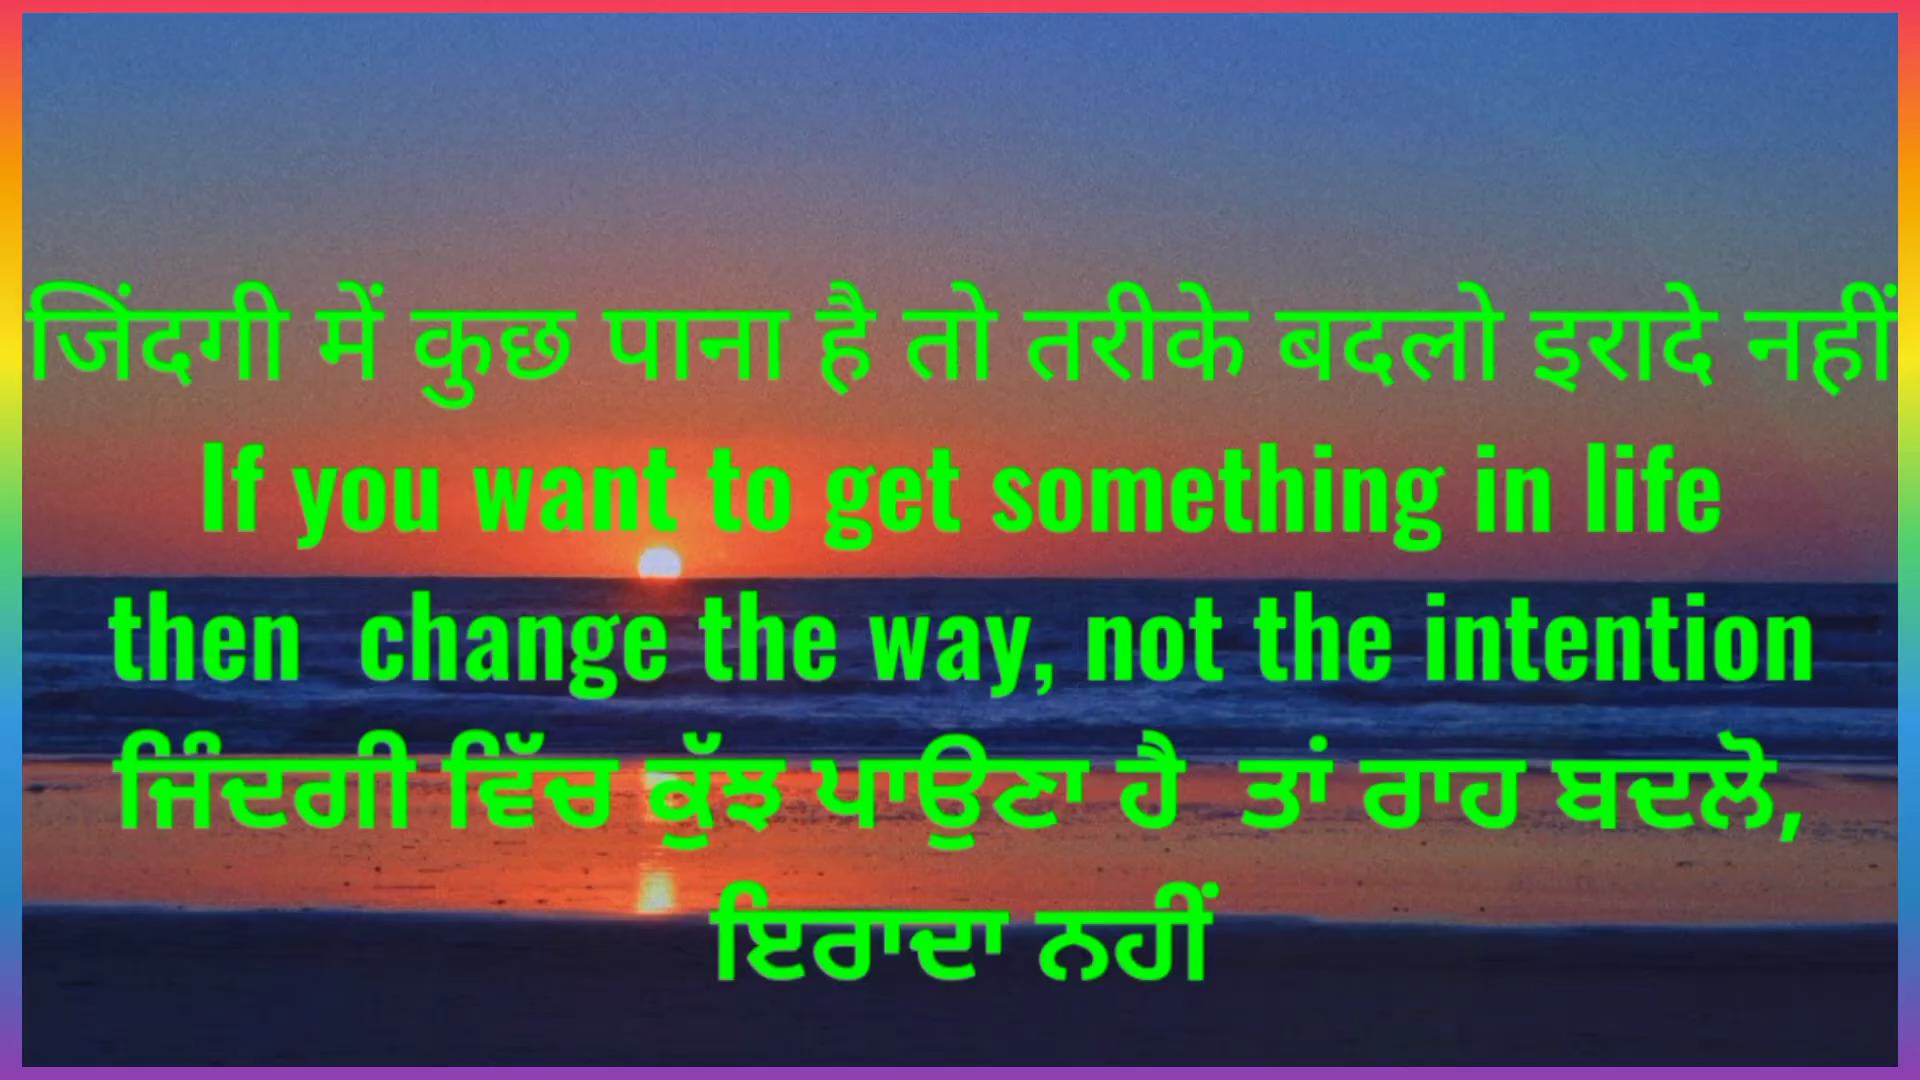 जिंदगी में कुछ पाना है तो तरीके बदलो इरादे नहीं
If you want to get something in life
then  change the way, not the intention
ਜਿੰਦਗੀ ਵਿੱਚ ਕੁੱਝ ਪਾਉਣਾ ਹੈ  ਤਾਂ ਰਾਹ ਬਦਲੋ,
ਇਰਾਦਾ ਨਹੀਂ